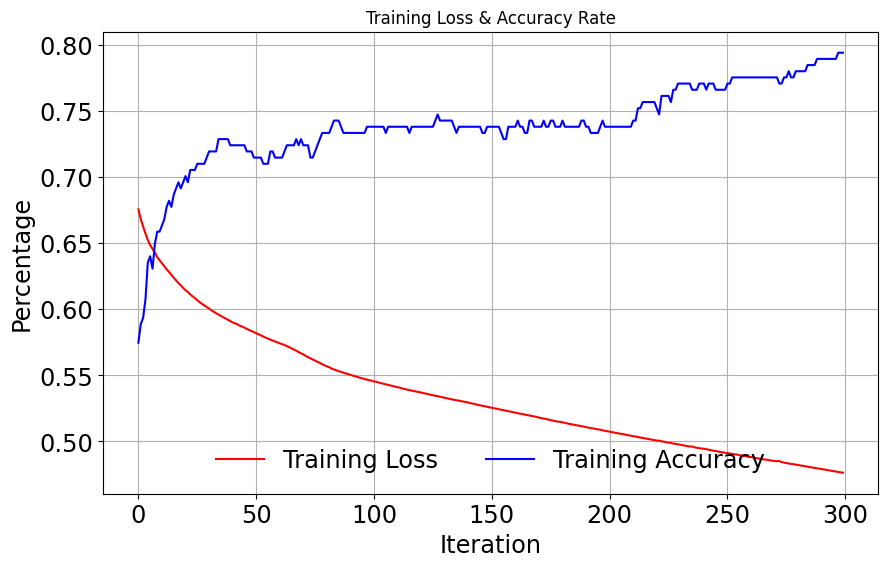 Training Loss & Accuracy Rate
0.80
0.75
0.70
0.65
0.60
0.55
0.50
Percentage
Training Loss Training Accuracy
0 50 100 150 200 250 300
Iteration